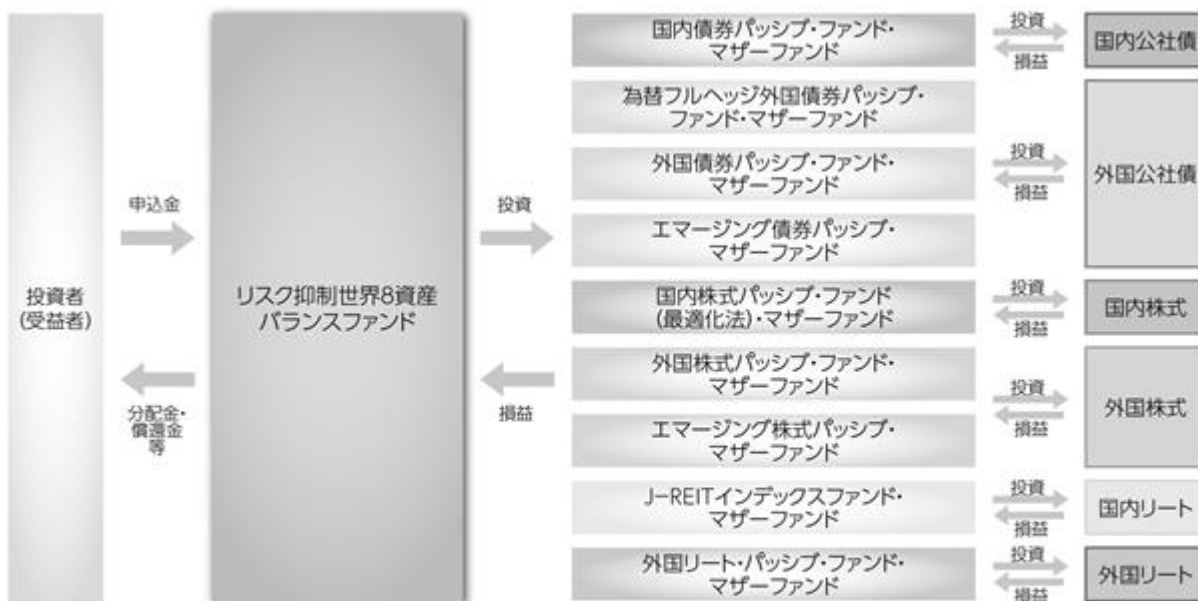 投資者
(受益者)
申込金
分配金・
償還金
等
リスク抑制世界8資産
バランスファンド
投資
損益
国内債券パッシブ・ファンド・
マザーファンド
投資
損益
国内公社債
為替フルヘッジ外国債券パッシブ・
ファンド・マザーファンド
外国債券パッシブ・ファンド・
マザーファンド
エマージング債券パッシブ・
マザーファンド
投資
損益
外国公社債
国内株式パッシブ・ファンド
(最適化法)・マザーファンド
投資
損益
国内株式
外国株式パッシブ・ファンド・
マザーファンド
エマージング株式パッシブ・
マザーファンド
投資
損益
外国株式
J-REITインデックスファンド・
マザーファンド
投資
損益
国内リート
外国リート・パッシブ・ファンド・
マザーファンド
投資
損益
外国リート